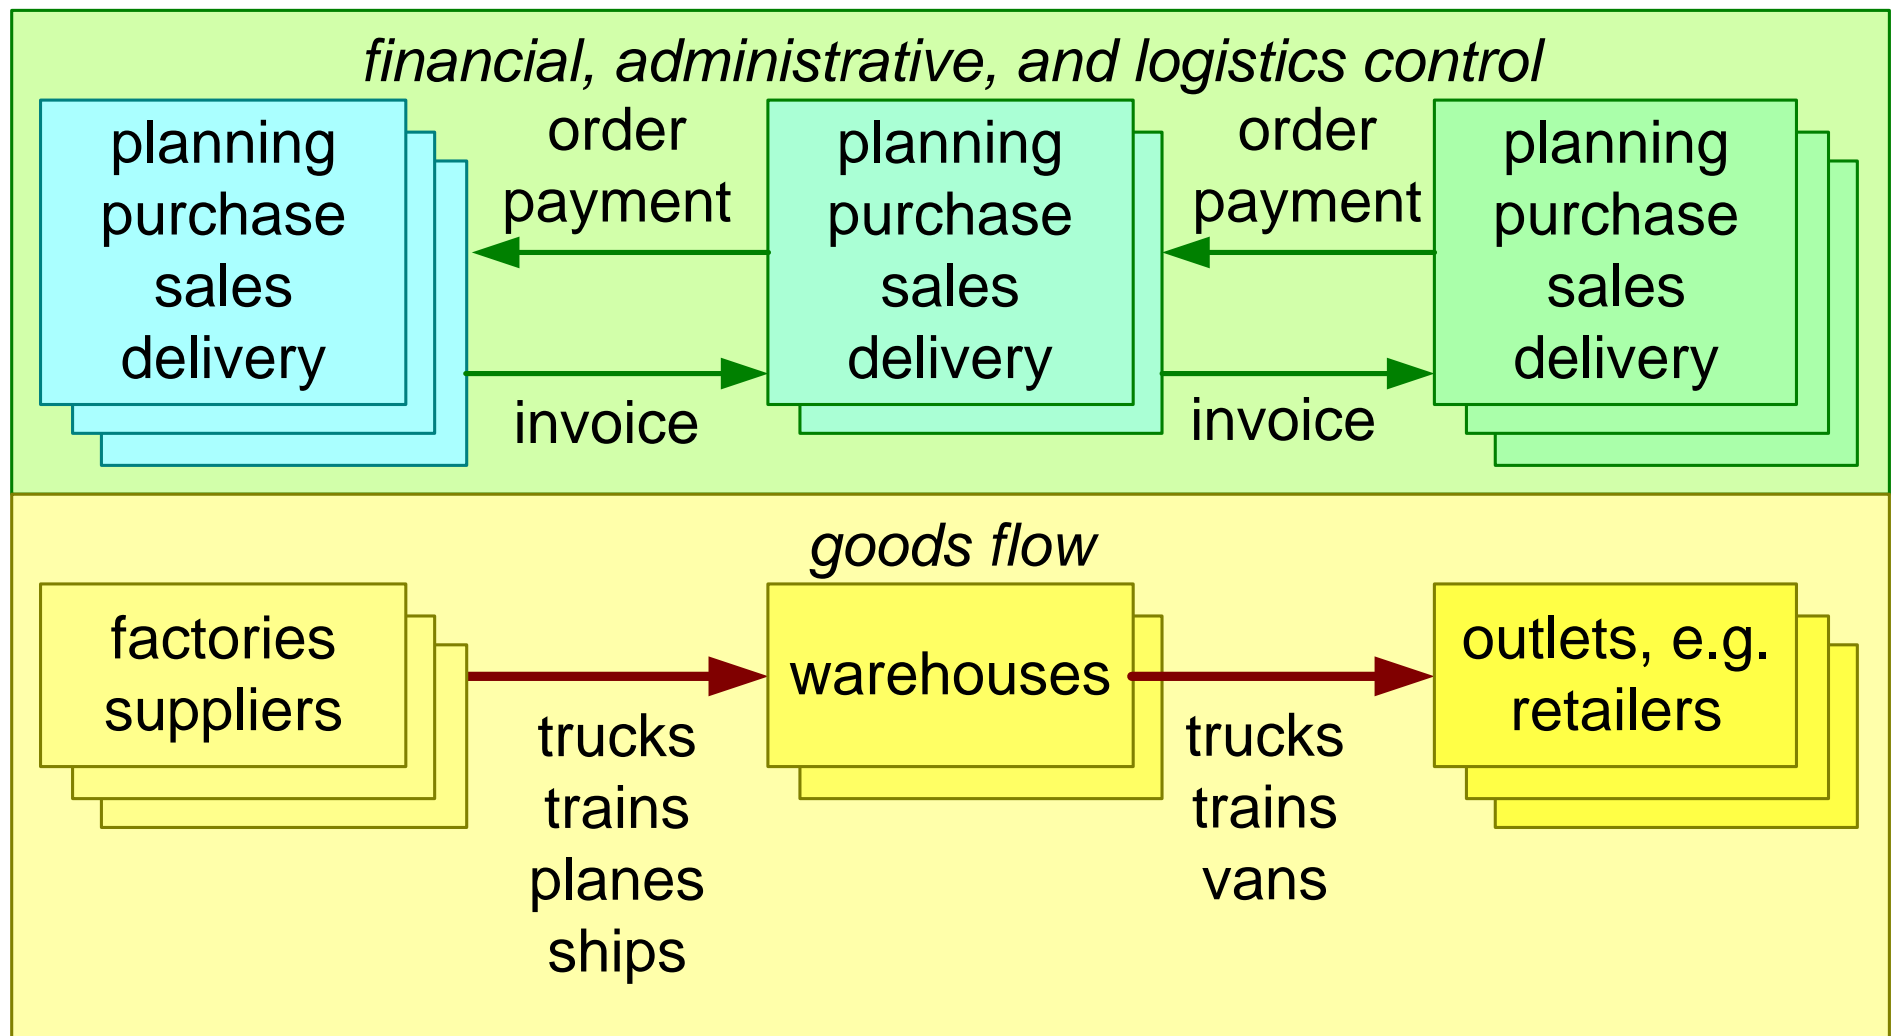 financial, administrative, and logistics control
planning
purchase
sales
delivery
order
payment
invoice
planning
purchase
sales
delivery
order
payment
invoice
planning
purchase
sales
delivery
goods flow
factories
suppliers
trucks
trains
planes
ships
warehouses
trucks
trains
vans
outlets, e.g.
retailers